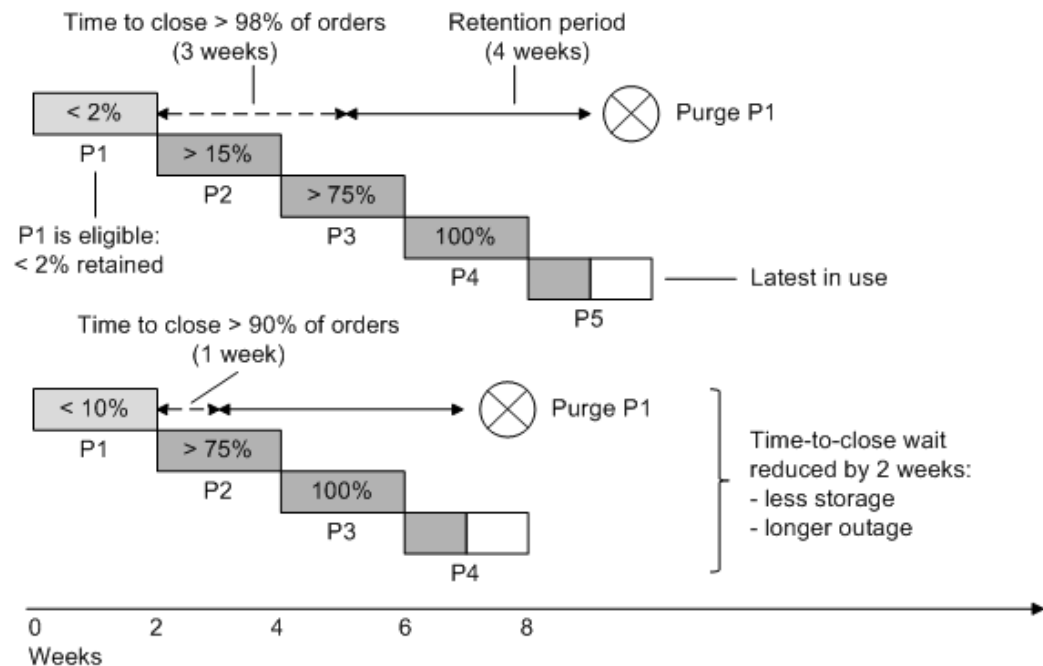 Time to close > 98% of orders
(3 weeks)
Retention period
(4 weeks)
< 2%
Purge P1
P1
> 15%
P2
> 75%
P3
P1 is eligible:
< 2% retained
100%
P4
Latest in use
P5
Time to close > 90% of orders
(1 week)
< 10%
Purge P1
P1
> 75%
P2
100%
P3
P4
Time-to-close wait
reduced by 2 weeks:
- less storage
- longer outage
0 2 4 6 8
Weeks